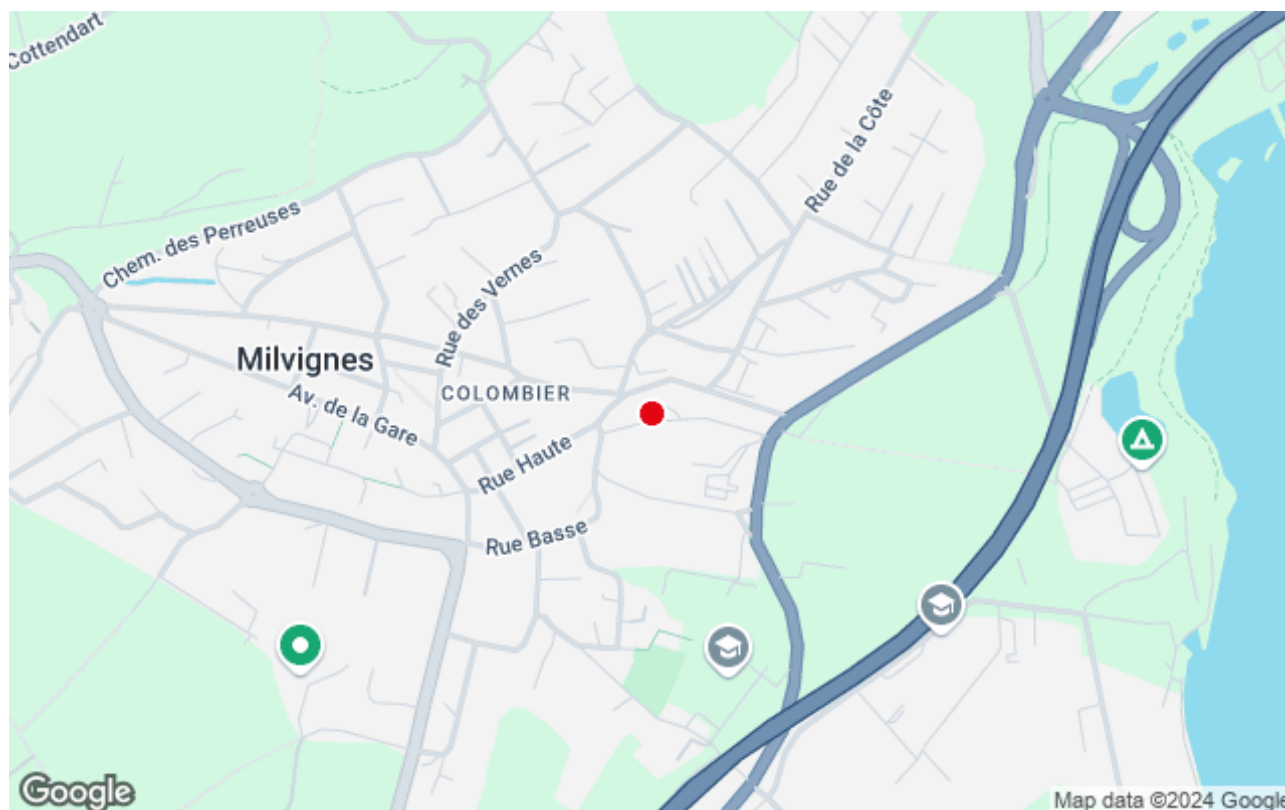 Cottendart
Rue de la Côte
Chem. des Perreuses
Rue des Vernes
Milvignes
COLOMBIER
Av. de la Gare
Rue Haute
Rue Basse
Google
Map data ©2024 Google